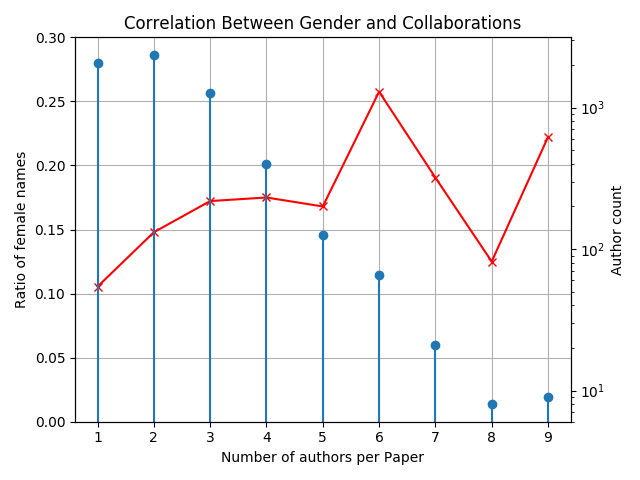 Correlation Between Gender and Collaborations
0.30
0.25
0.20
0.15
0.10
0.05
0.00
Ratio of female names
10³
10²
10¹
Author count
1 2 3 4 5 6 7 8 9
Number of authors per Paper